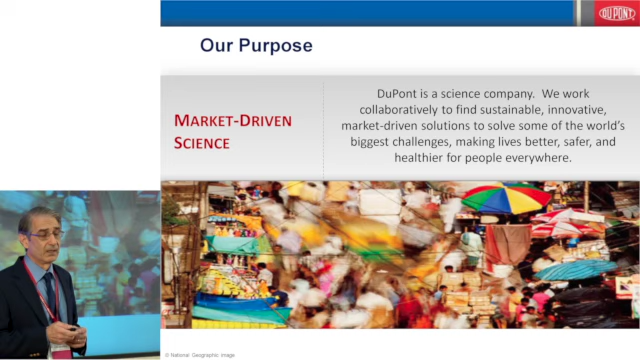 DUPONT
Our Purpose
MARKET-DRIVEN
SCIENCE
DuPont is a science company. We work
collaboratively to find sustainable, innovative,
market-driven solutions to solve some of the world's
biggest challenges, making lives better, safer, and
healthier for people everywhere.
© National Geographic Image